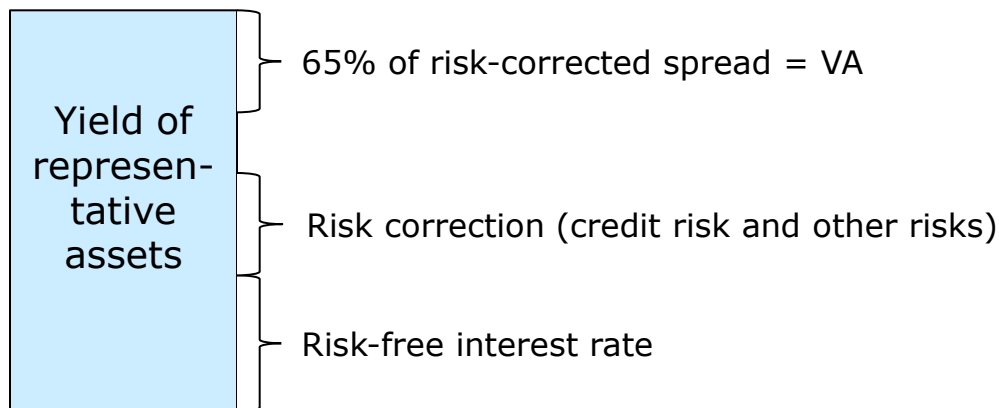 65% of risk-corrected spread = VA
Yield of
represen-
tative
assets
Risk correction (credit risk and other risks)
Risk-free interest rate